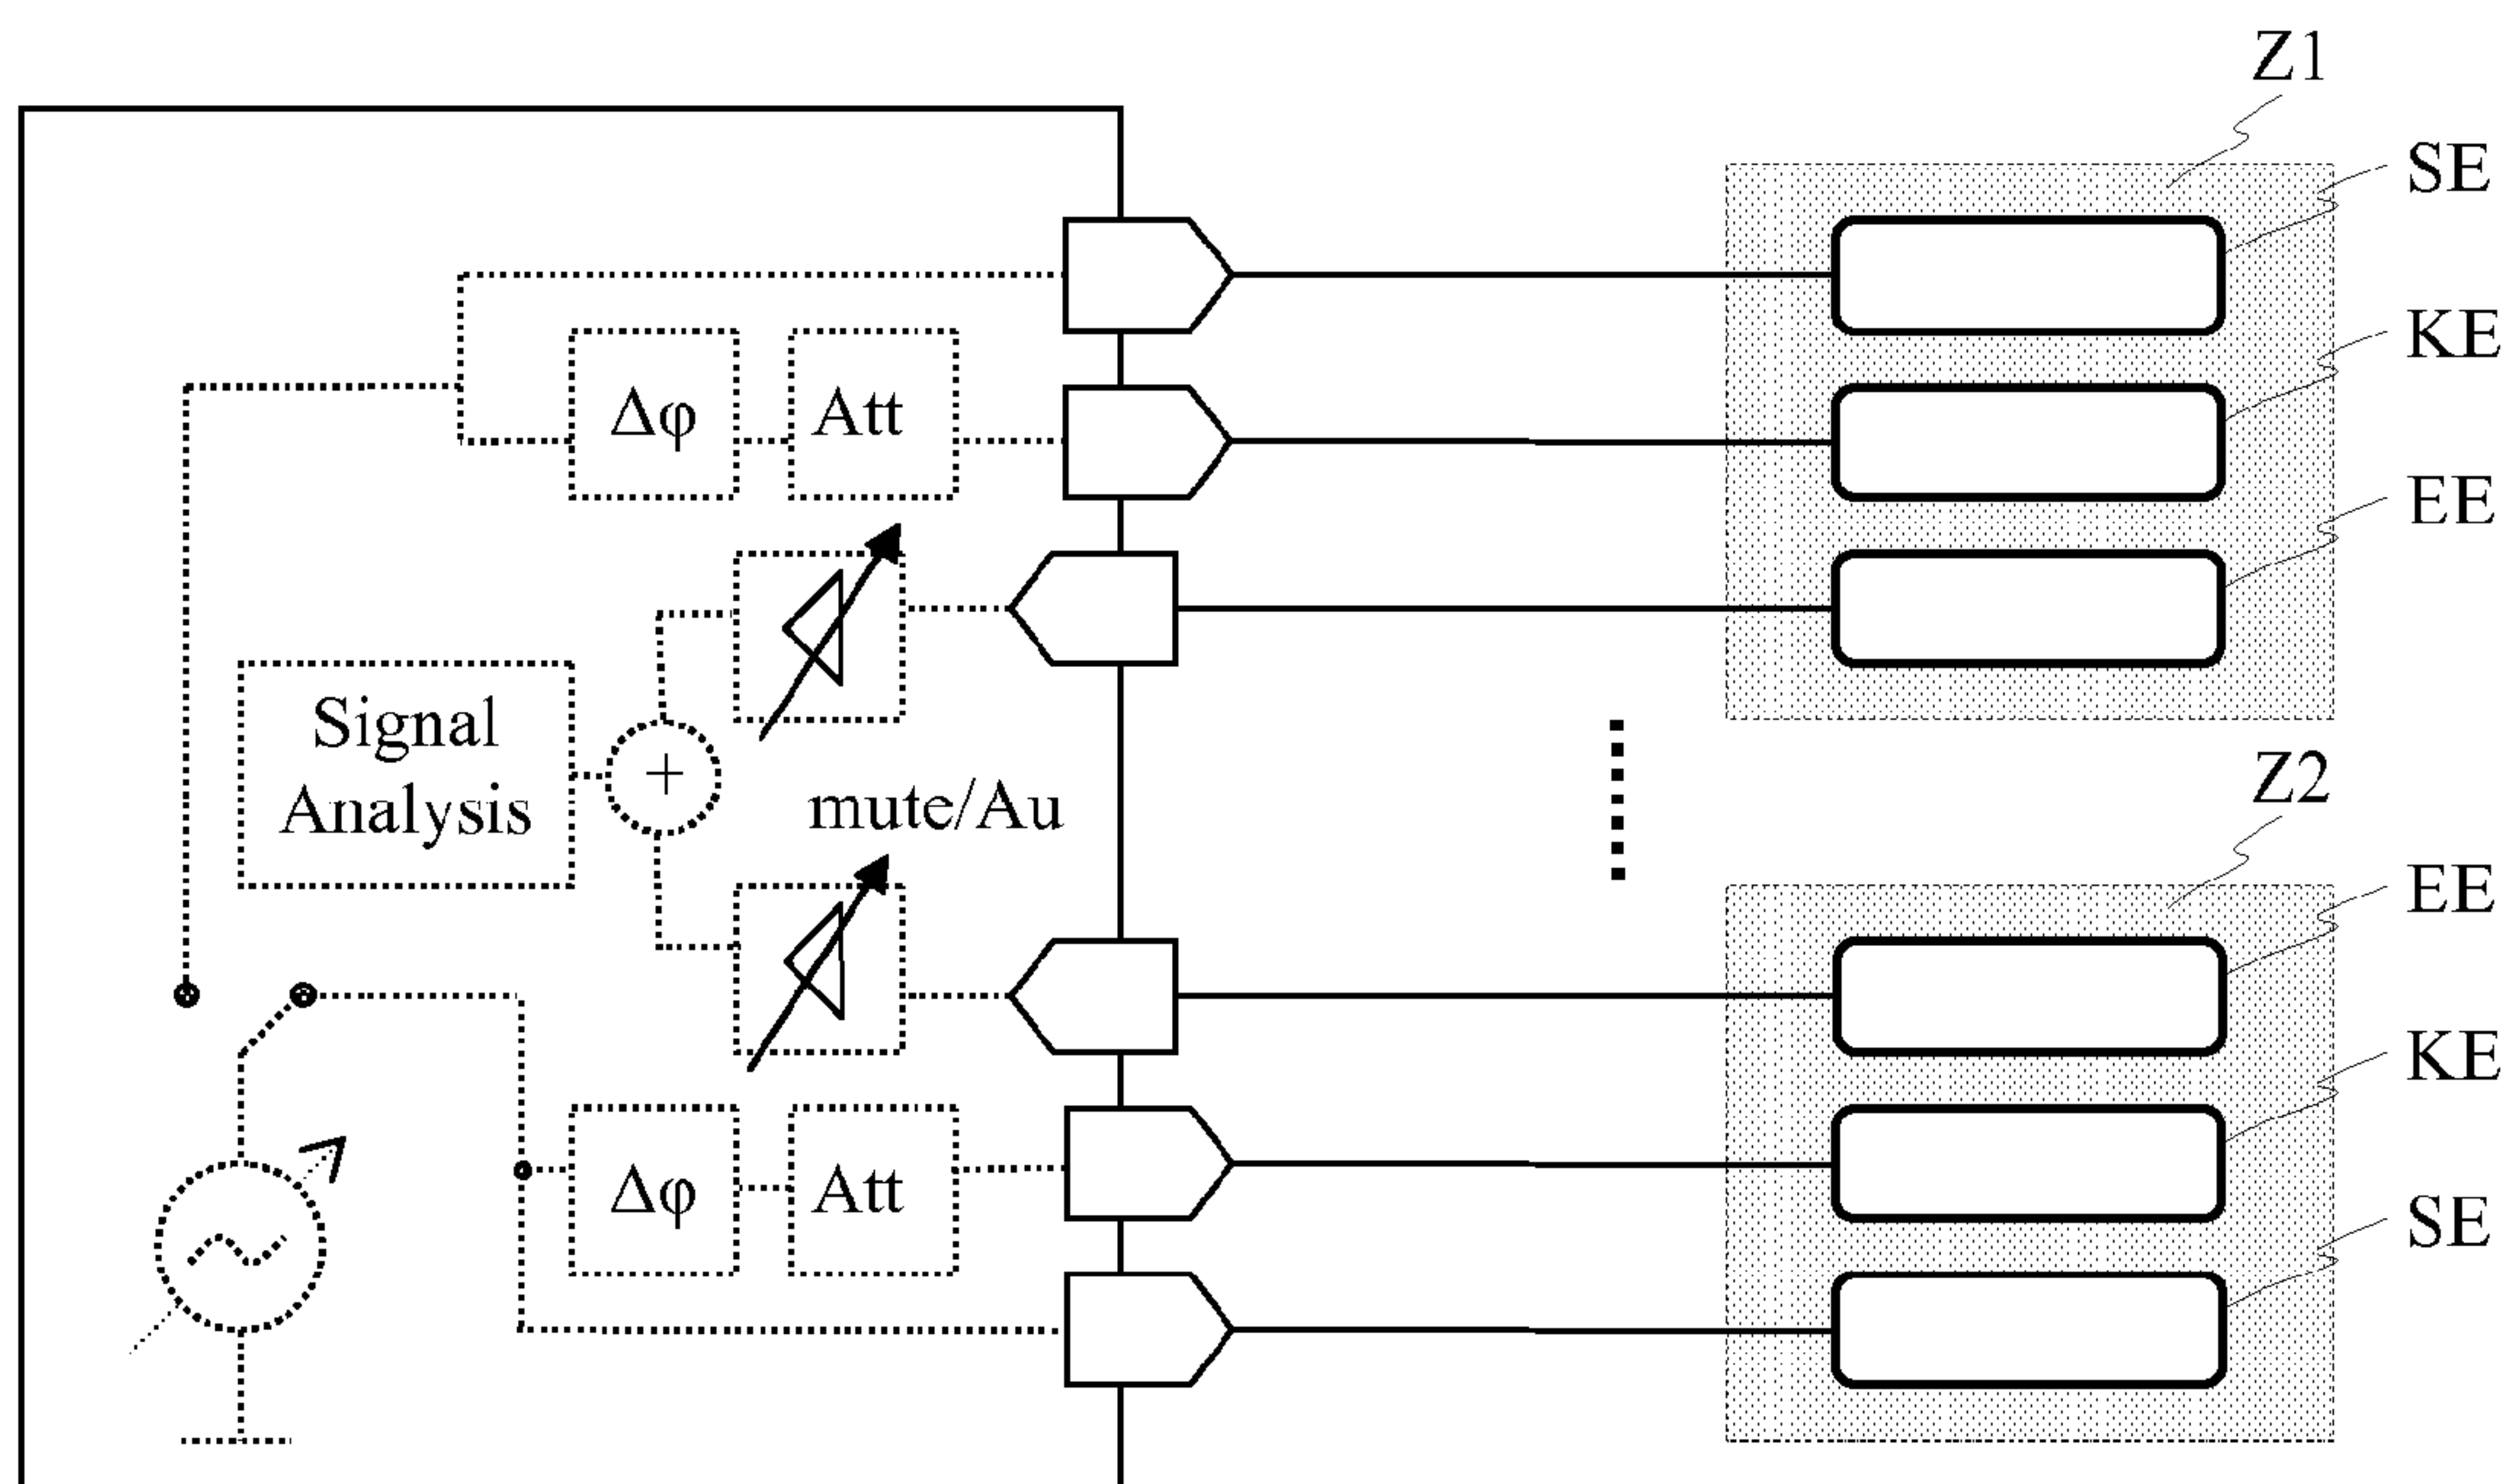 Z1
SE
KE
Δφ
Att
EE
Signal
Analysis
+
mute/Au
Z2
EE
KE
Δφ
Att
SE